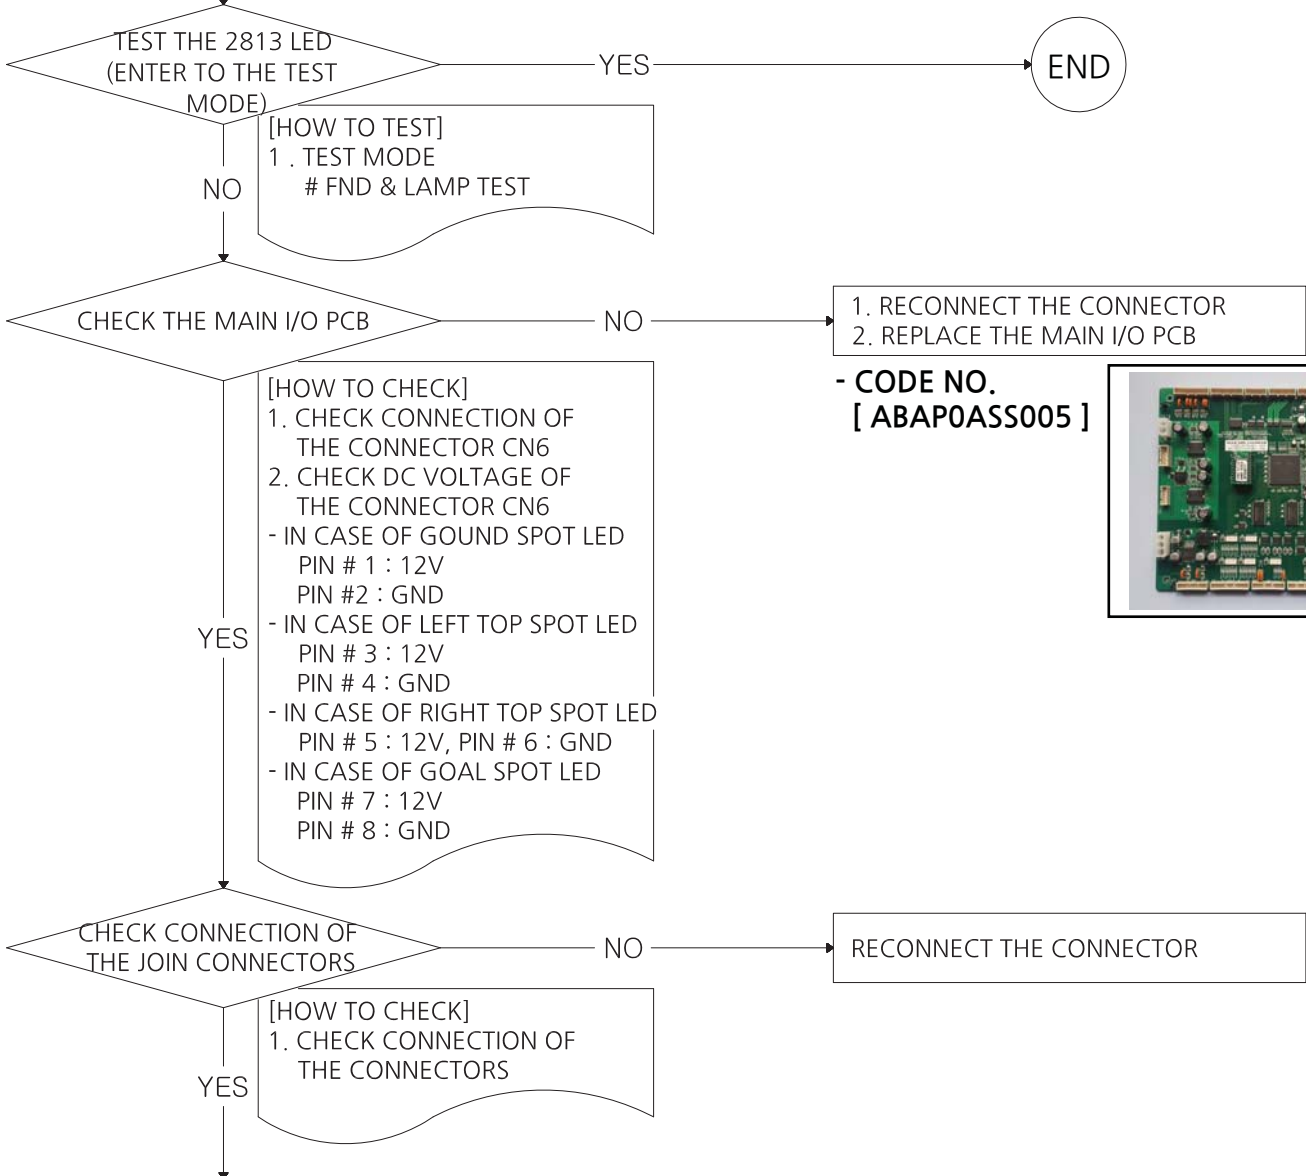 TEST THE 2813 LED
(ENTER TO THE TEST
MODE)
YES
END
[HOW TO TEST]
1 . TEST MODE
# FND & LAMP TEST
NO
CHECK THE MAIN I/O PCB
NO
1. RECONNECT THE CONNECTOR
2. REPLACE THE MAIN I/O PCB
- CODE NO.
[ ABAP0ASS005 ]
[HOW TO CHECK]
1. CHECK CONNECTION OF
THE CONNECTOR CN6
2. CHECK DC VOLTAGE OF
THE CONNECTOR CN6
- IN CASE OF GOUND SPOT LED
PIN # 1 : 12V
PIN #2 : GND
- IN CASE OF LEFT TOP SPOT LED
PIN # 3 : 12V
PIN # 4 : GND
- IN CASE OF RIGHT TOP SPOT LED
PIN # 5 : 12V, PIN # 6 : GND
- IN CASE OF GOAL SPOT LED
PIN # 7 : 12V
PIN # 8 : GND
YES
CHECK CONNECTION OF
THE JOIN CONNECTORS
NO
RECONNECT THE CONNECTOR
[HOW TO CHECK]
1. CHECK CONNECTION OF
THE CONNECTORS
YES